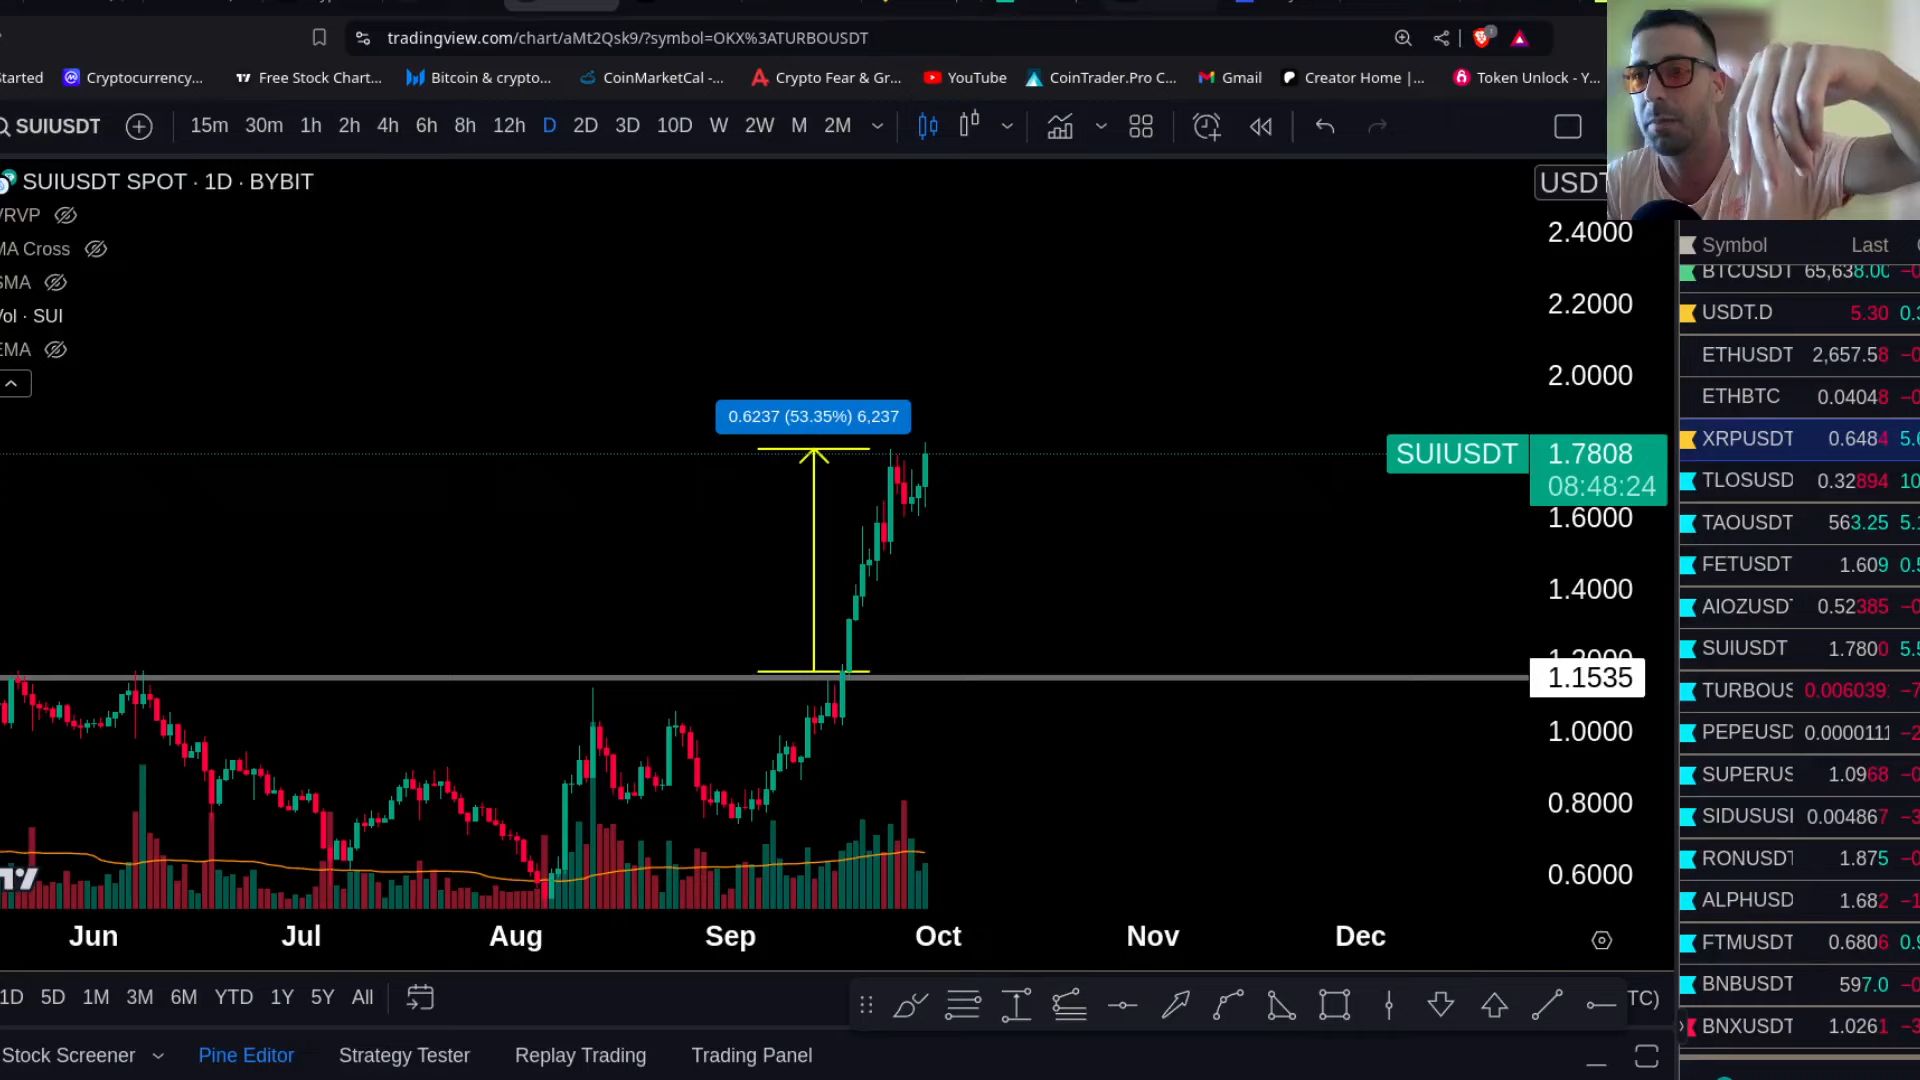 tradingview.com/chart/aMt2Qsk9/?symbol=OKX%3ATURBOUSDT
1
Cryptocurrency...
Free Stock Chart...
Bitcoin & crypto...
CoinMarketCal -...
Crypto Fear & Gr...
YouTube
CoinTrader.Pro C...
Gmail
Creator Home |...
Token Unlock - Y...
SUIUSDT
15m 30m 1h 2h 4h 6h 8h 12h D 2D 3D 10D W 2W M 2M
SUIUSDT SPOT · 1D · BYBIT
VRVP
MA Cross
SMA
Vol · SUI
EMA
USDT
2.4000
2.2000
2.0000
0.6237 (53.35%) 6,237
SUIUSDT 1.7808
08:48:24
1.6000
1.4000
1.1535
1.0000
0.8000
0.6000
Jun Jul Aug Sep Oct Nov Dec
1D 5D 1M 3M 6M YTD 1Y 5Y All
TC)
Stock Screener Pine Editor Strategy Tester Replay Trading Trading Panel
Symbol Last
BTCUSDT 65,638.00
USDT.D 5.30
ETHUSDT 2,657.58
ETHBTC 0.04048
XRPUSDT 0.6484
TLOSUSD 0.32894
TAOUSDT 563.25
FETUSDT 1.609
AIOZUSD 0.52385
SUIUSDT 1.7800
TURBOUS 0.006039
PEPEUSD 0.0000111
SUPERUS 1.0968
SIDUSUSI 0.004867
RONUSDT 1.875
ALPHUSD 1.682
FTMUSDT 0.6806
BNBUSDT 597.0
BNXUSDT 1.0261